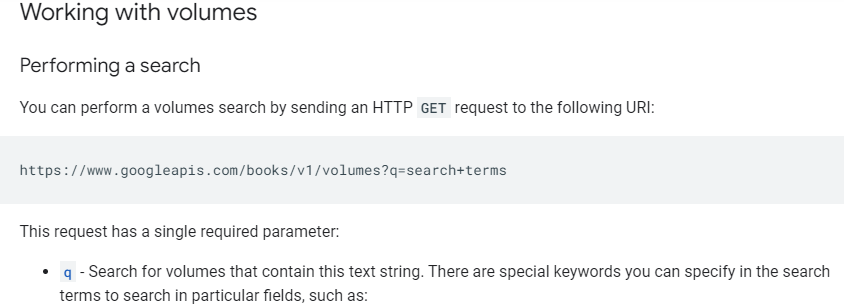 Working with volumes
Performing a search
You can perform a volumes search by sending an HTTP GET request to the following URI:
https://www.googleapis.com/books/v1/volumes?q=search+terms
This request has a single required parameter:
• q - Search for volumes that contain this text string. There are special keywords you can specify in the search
terms to search in particular fields, such as: